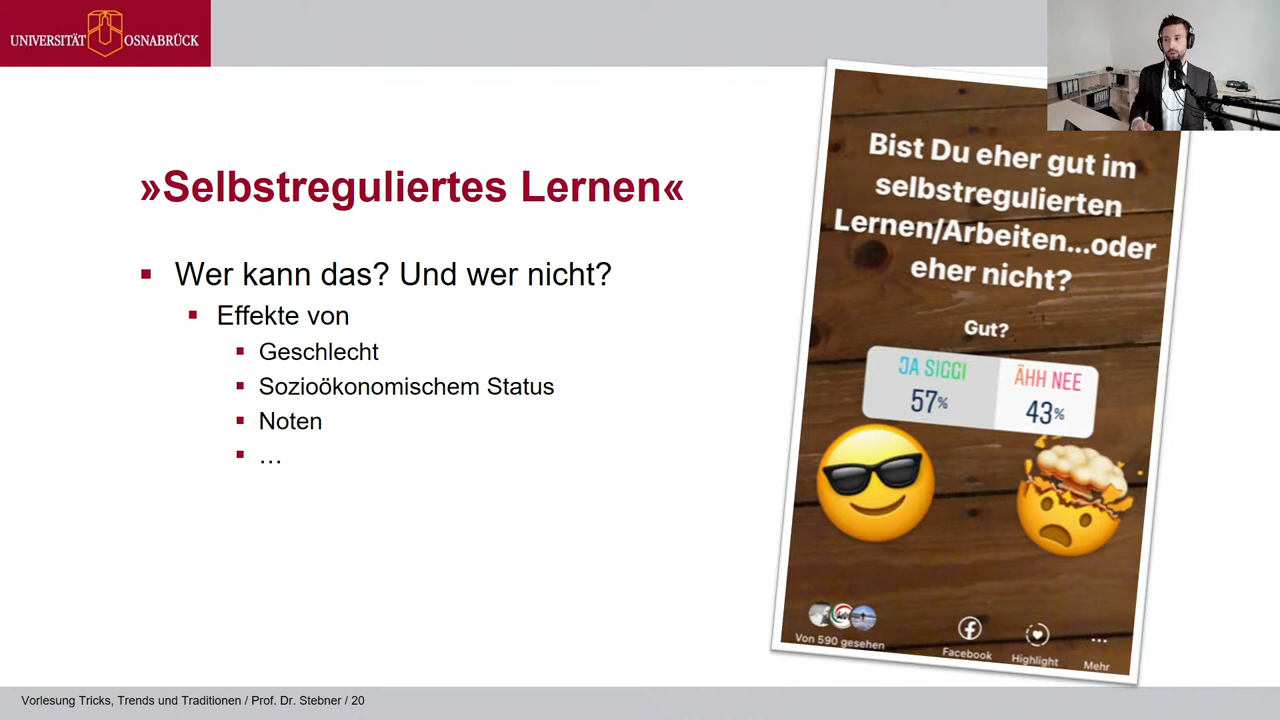 UNIVERSITÄT OSNABRÜCK
»Selbstreguliertes Lernen«
Wer kann das? Und wer nicht?
Effekte von
Geschlecht
Sozioökonomischem Status
Noten
…
Bist Du eher gut im
selbstregulierten
Lernen/Arbeiten...oder
eher nicht?
Gut?
JA SIGGI
57%
ÄHH NEE
43%
Von 590 gesehen
Facebook
Highlight
Mehr
Vorlesung Tricks, Trends und Traditionen / Prof. Dr. Stebner / 20